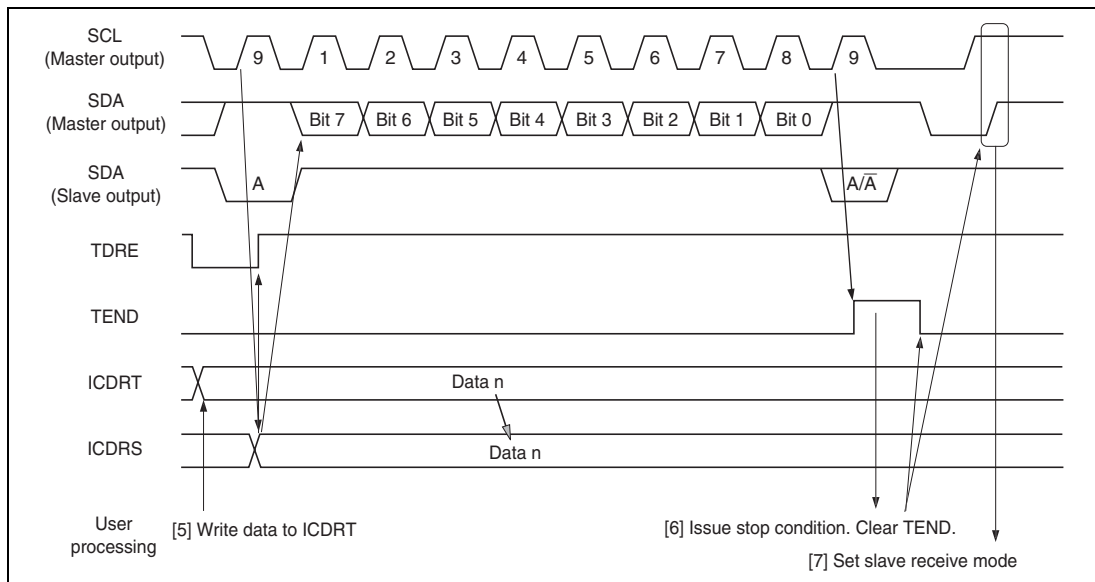 SCL
(Master output)
9 1 2 3 4 5 6 7 8 9
SDA
(Master output)
Bit 7 Bit 6 Bit 5 Bit 4 Bit 3 Bit 2 Bit 1 Bit 0
SDA
(Slave output)
A A/A̅
TDRE
TEND
ICDRT
Data n
ICDRS
Data n
User
processing
[5] Write data to ICDRT
[6] Issue stop condition. Clear TEND.
[7] Set slave receive mode